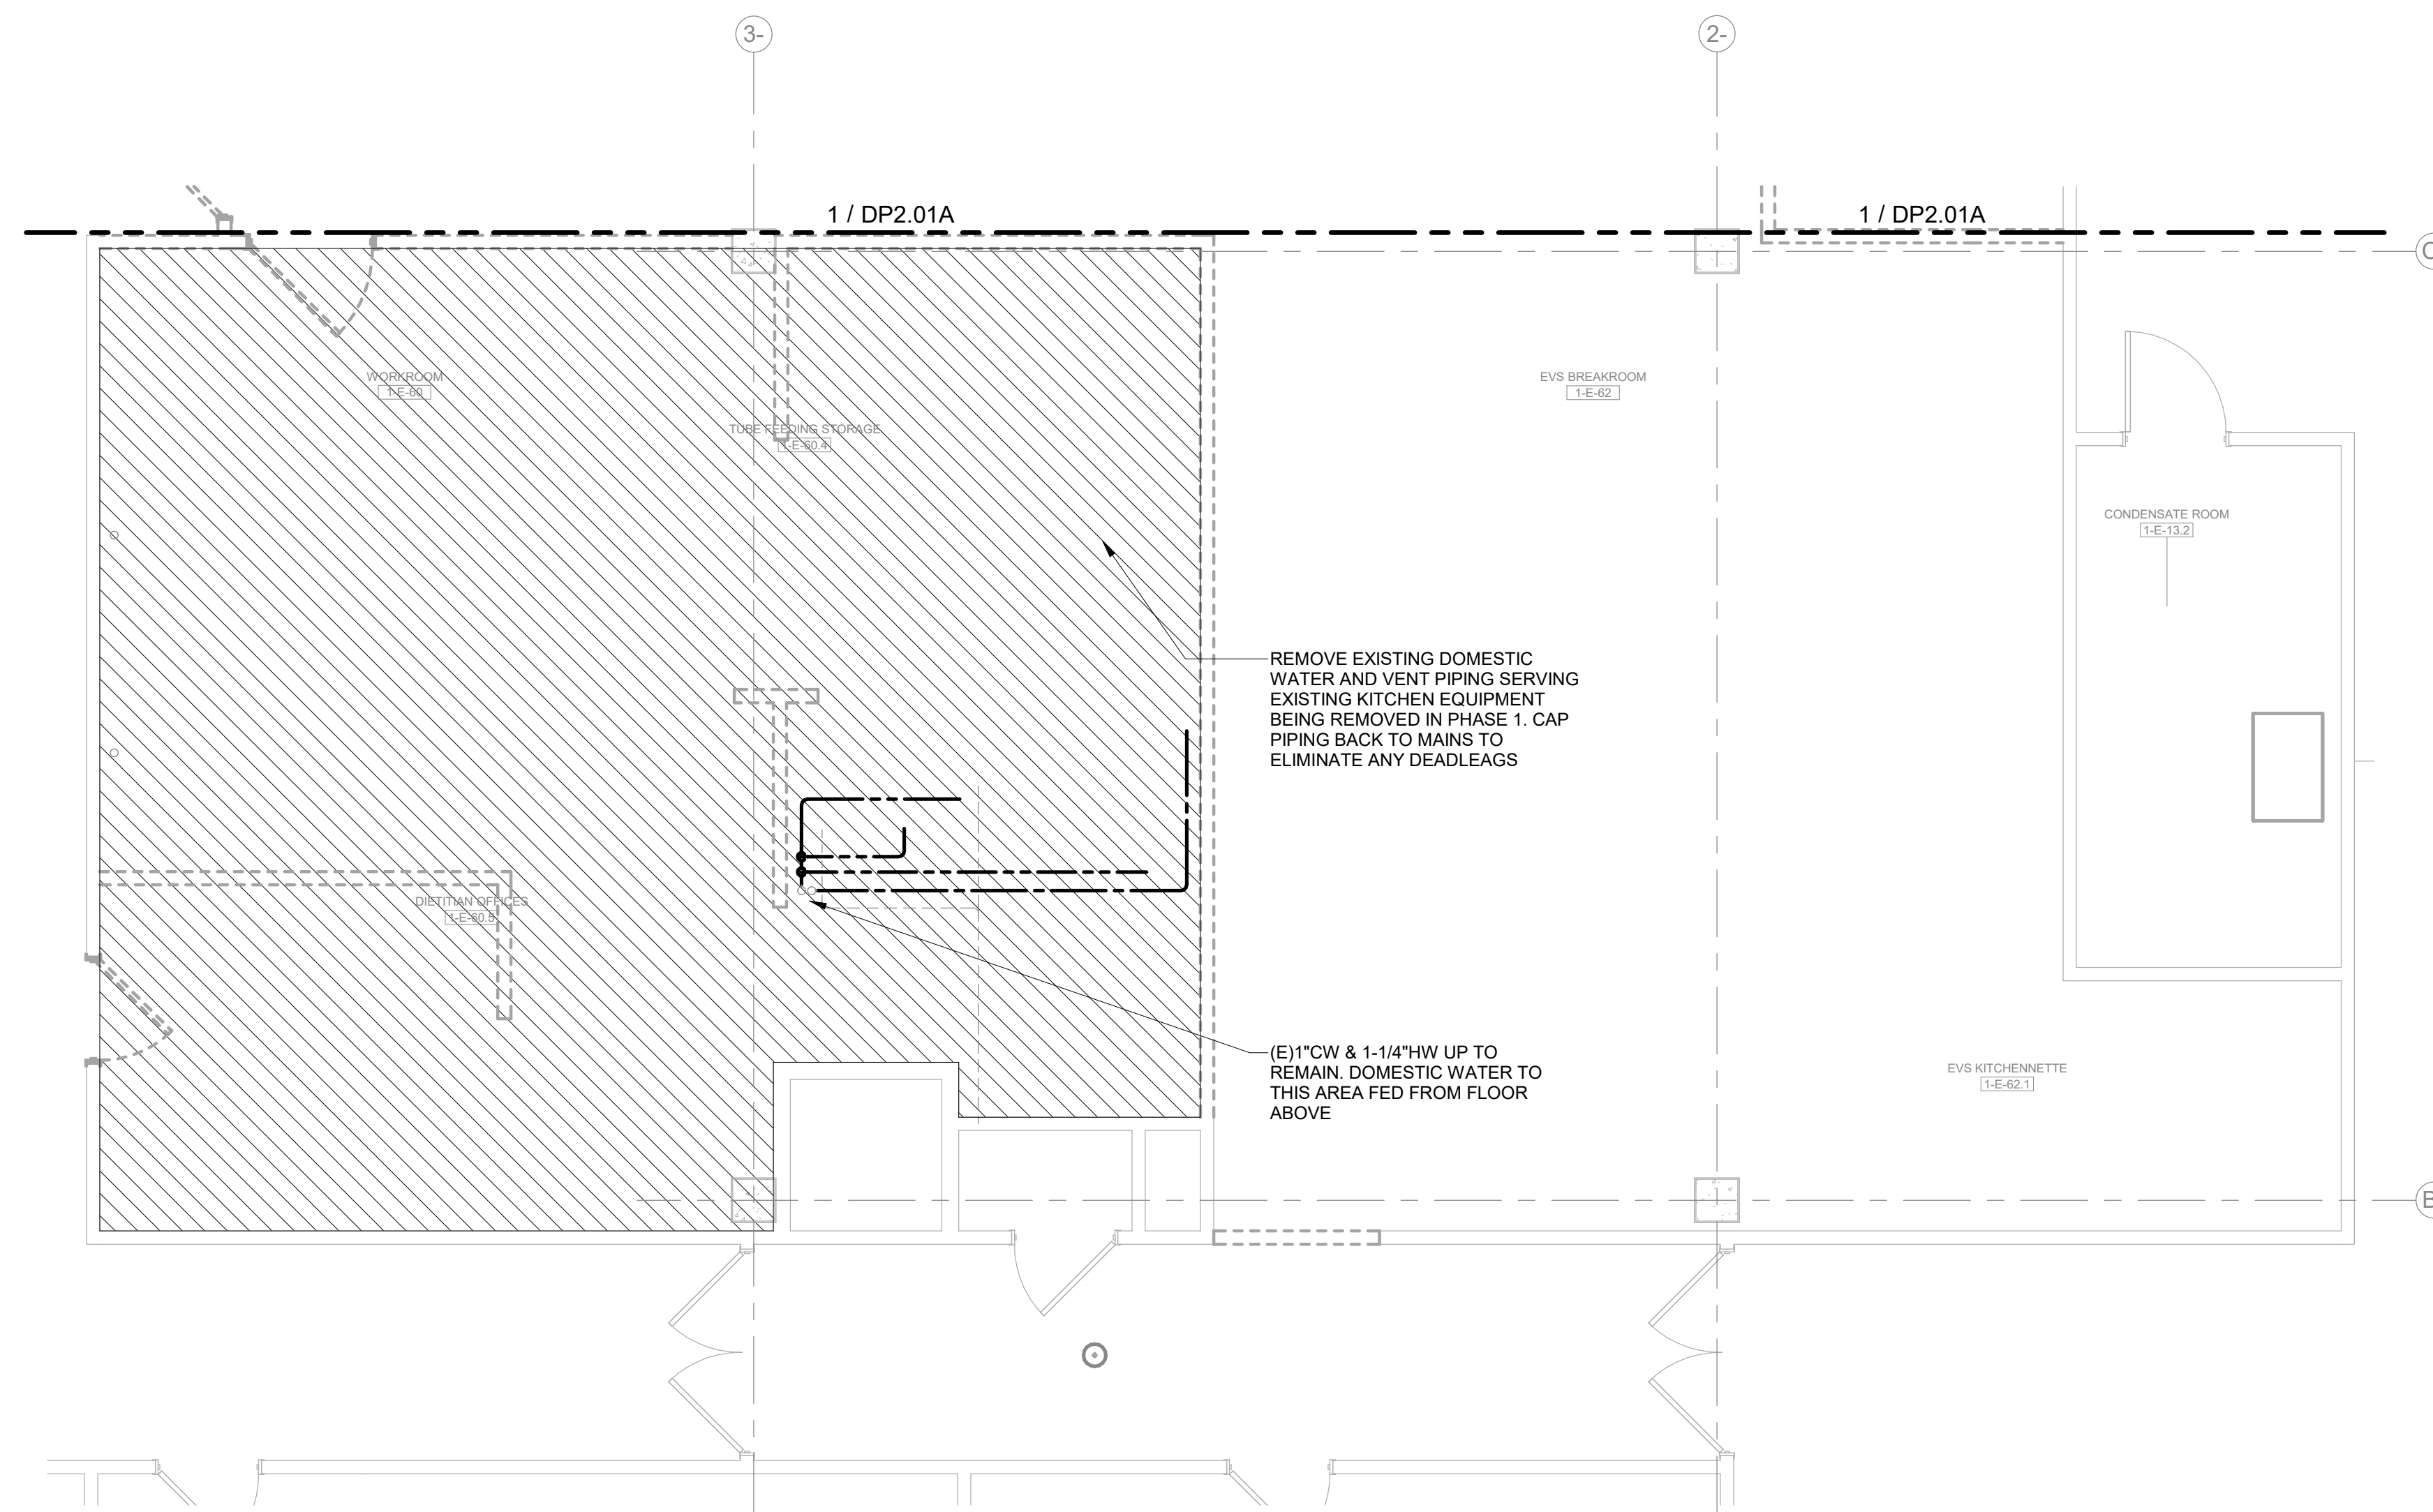 3-
2-
1 / DP2.01A
1 / DP2.01A
C
WORKROOM
1-E-60
EVS BREAKROOM
1-E-62
TUBE FEEDING STORAGE
1-E-60.4
CONDENSATE ROOM
1-E-13.2
REMOVE EXISTING DOMESTIC
WATER AND VENT PIPING SERVING
EXISTING KITCHEN EQUIPMENT
BEING REMOVED IN PHASE 1. CAP
PIPING BACK TO MAINS TO
ELIMINATE ANY DEADLEAGS
DIETITIAN OFFICES
1-E-60.5
(E)1"CW & 1-1/4"HW UP TO
REMAIN. DOMESTIC WATER TO
THIS AREA FED FROM FLOOR
ABOVE
EVS KITCHENNETTE
1-E-62.1
B